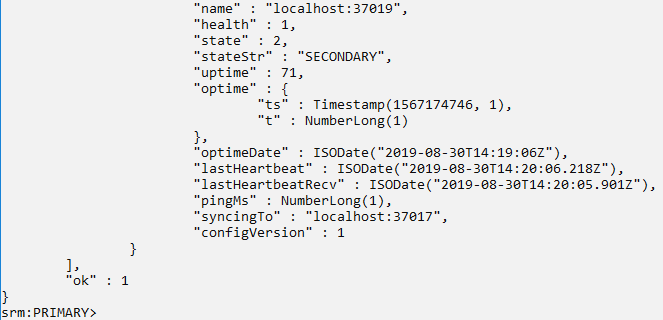 "name" : "localhost:37019",
"health" : 1,
"state" : 2,
"stateStr" : "SECONDARY",
"uptime" : 71,
"optime" : {
"ts" : Timestamp(1567174746, 1),
"t" : NumberLong(1)
},
"optimeDate" : ISODate("2019-08-30T14:19:06Z"),
"lastHeartbeat" : ISODate("2019-08-30T14:20:06.218Z"),
"lastHeartbeatRecv" : ISODate("2019-08-30T14:20:05.901Z"),
"pingMs" : NumberLong(1),
"syncingTo" : "localhost:37017",
"configVersion" : 1
}
],
"ok" : 1
}
srm:PRIMARY>